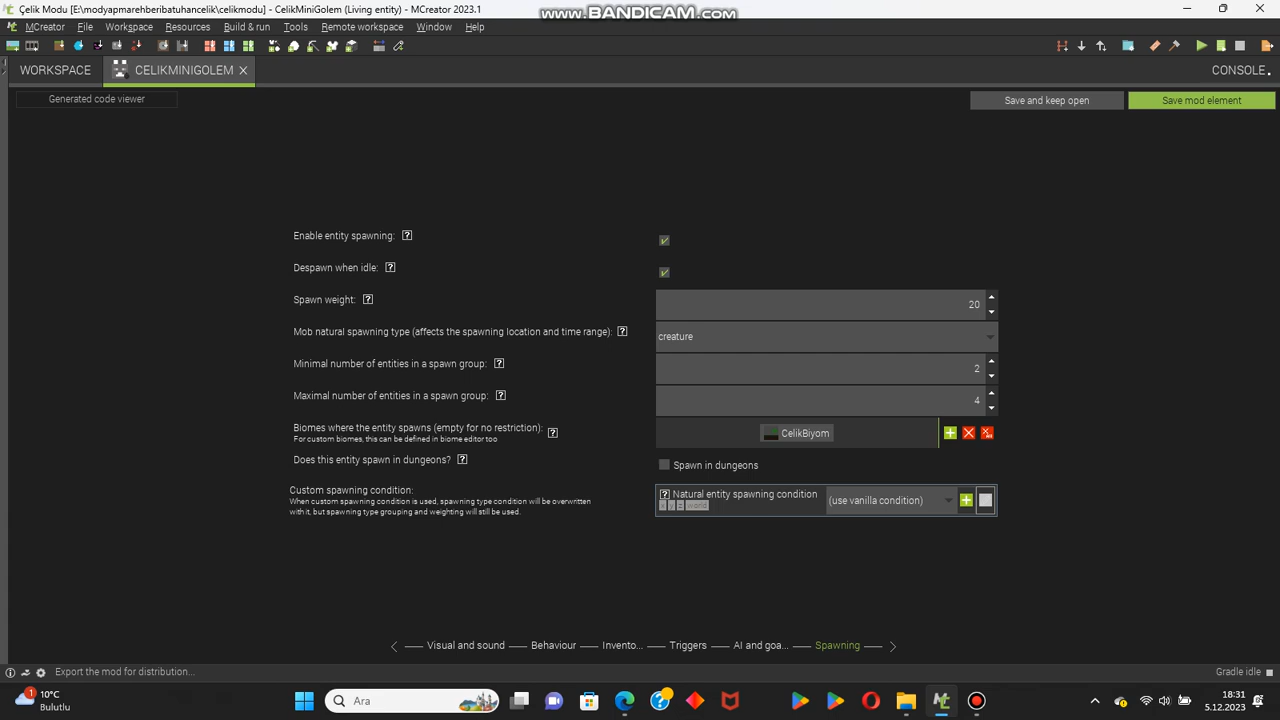 Çelik Modu [E:\modyapmarehberibatuhancelik\celikmodu] - CelikMiniGolem (Living entity) - MCreator 2023.1
www.BANDICAM.com
MCreator File Workspace Resources Build & run Tools Remote workspace Window Help
WORKSPACE CELIKMINIGOLEM CONSOLE
Generated code viewer
Save and keep open
Save mod element
Enable entity spawning:
Despawn when idle:
Spawn weight: 20
Mob natural spawning type (affects the spawning location and time range): creature
Minimal number of entities in a spawn group: 2
Maximal number of entities in a spawn group: 4
Biomes where the entity spawns (empty for no restriction): CelikBiyom
For custom biomes, this can be defined in biome editor too
Does this entity spawn in dungeons? Spawn in dungeons
Custom spawning condition:
When custom spawning condition is used, spawning type condition will be overwritten
with it, but spawning type grouping and weighting will still be used.
Natural entity spawning condition (use vanilla condition)
x y z world
Visual and sound Behaviour Invento... Triggers AI and goa... Spawning
Export the mod for distribution... Gradle idle
1
10°C
Bulutlu
Ara
18:31
5.12.2023